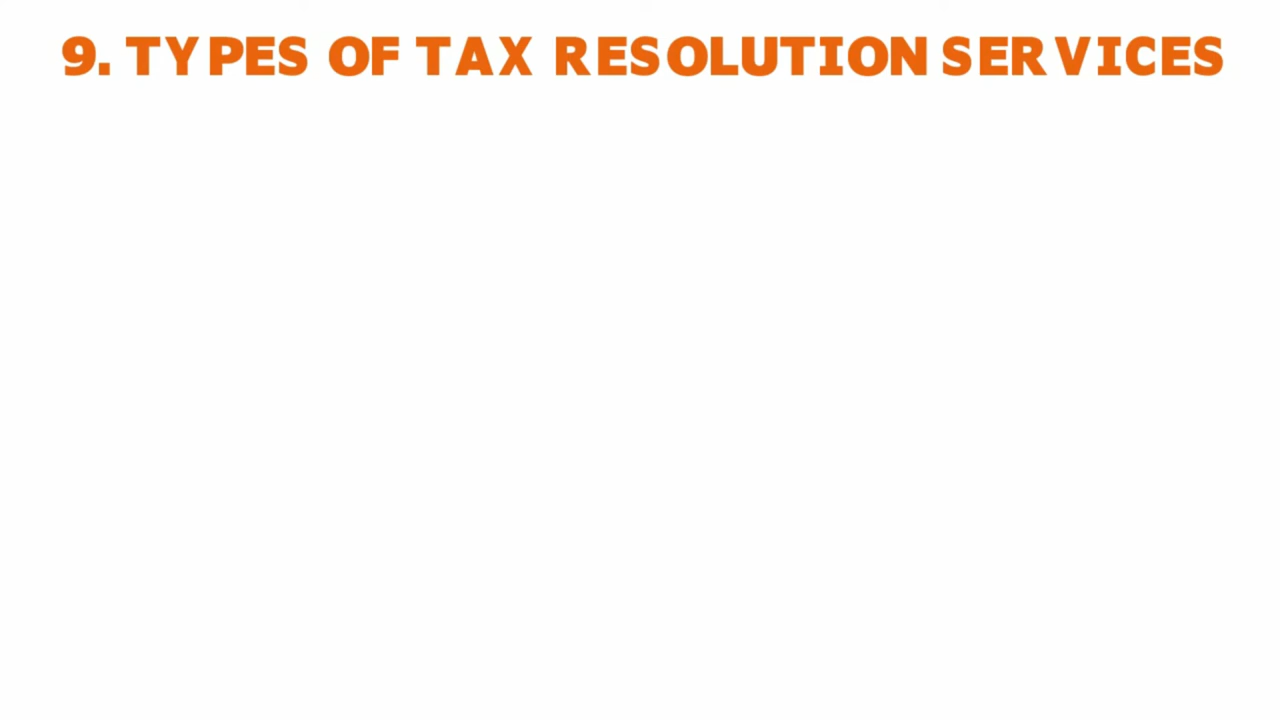 9. TYPES OF TAX RESOLUTION SERVICES